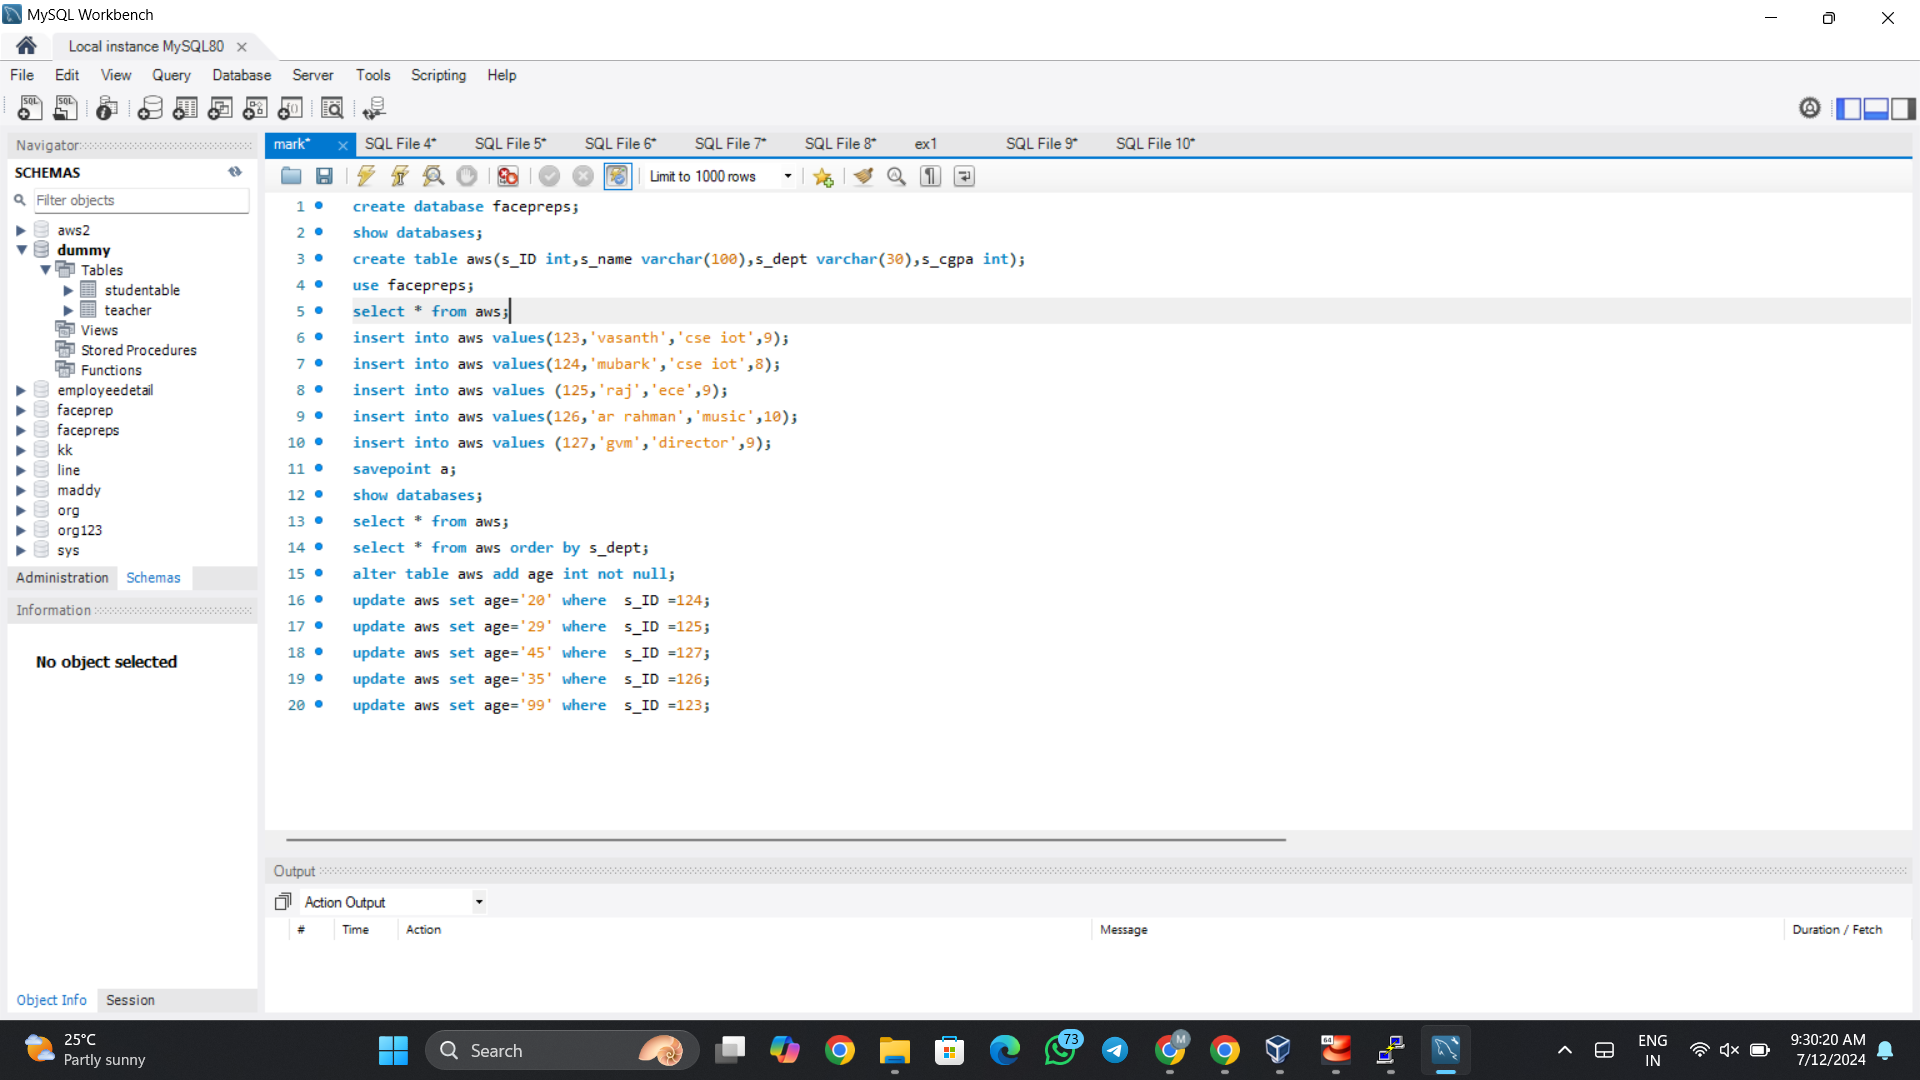 MySQL Workbench
Local instance MySQL80
File Edit View Query Database Server Tools Scripting Help
Navigator
SCHEMAS
Filter objects
aws2
dummy
Tables
studentable
teacher
Views
Stored Procedures
Functions
employeedetail
faceprep
facepreps
kk
line
maddy
org
org123
sys
Administration Schemas
Information
No object selected
Object Info Session
mark* SQL File 4* SQL File 5* SQL File 6* SQL File 7* SQL File 8* ex1 SQL File 9* SQL File 10*
Limit to 1000 rows
1 create database facepreps;
2 show databases;
3 create table aws(s_ID int,s_name varchar(100),s_dept varchar(30),s_cgpa int);
4 use facepreps;
5 select * from aws;
6 insert into aws values(123,'vasanth','cse iot',9);
7 insert into aws values(124,'mubark','cse iot',8);
8 insert into aws values (125,'raj','ece',9);
9 insert into aws values(126,'ar rahman','music',10);
10 insert into aws values (127,'gvm','director',9);
11 savepoint a;
12 show databases;
13 select * from aws;
14 select * from aws order by s_dept;
15 alter table aws add age int not null;
16 update aws set age='20' where  s_ID =124;
17 update aws set age='29' where  s_ID =125;
18 update aws set age='45' where  s_ID =127;
19 update aws set age='35' where  s_ID =126;
20 update aws set age='99' where  s_ID =123;
Output
Action Output
# Time Action Message Duration / Fetch
25°C
Partly sunny
Search
73
M
64
ENG
IN
9:30:20 AM
7/12/2024